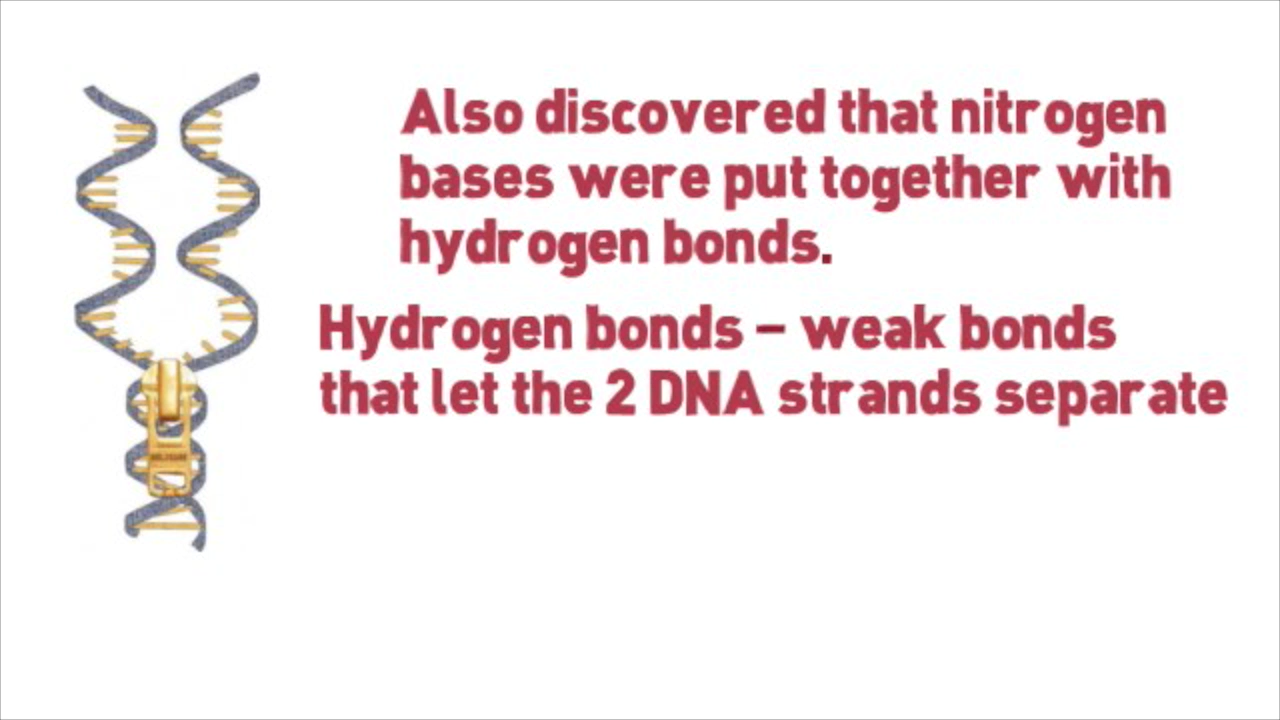 Also discovered that nitrogen
bases were put together with
hydrogen bonds.
Hydrogen bonds – weak bonds
that let the 2 DNA strands separate